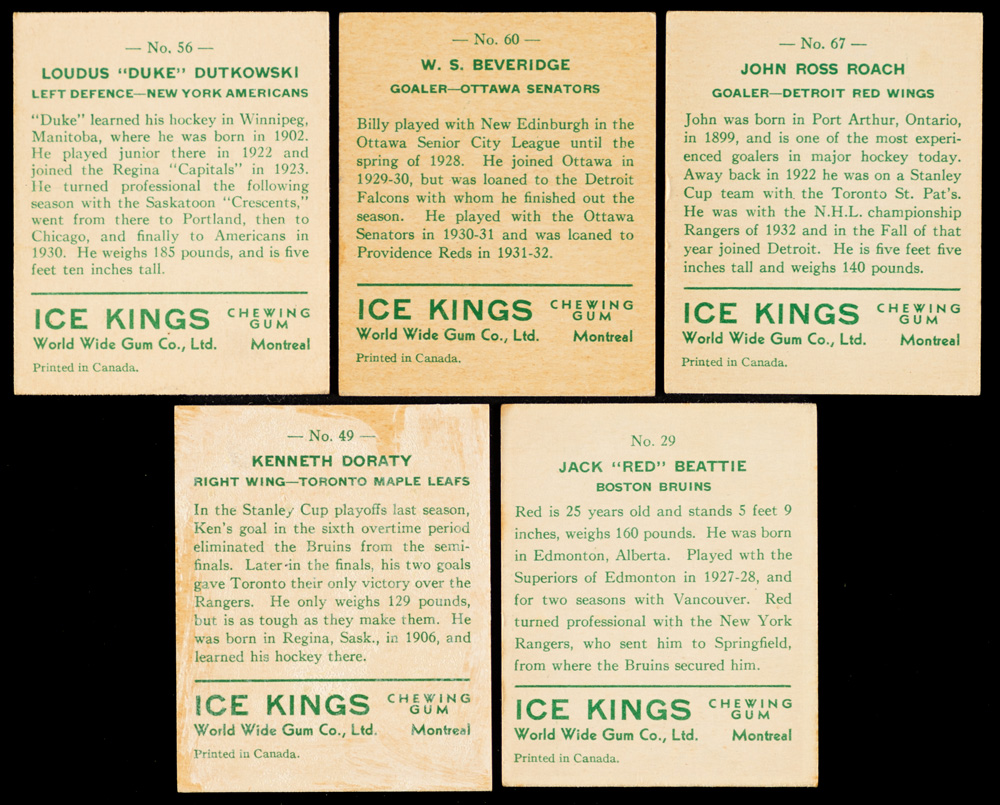 — No. 56 —
LOUDUS "DUKE" DUTKOWSKI
LEFT DEFENCE—NEW YORK AMERICANS
"Duke" learned his hockey in Winnipeg,
Manitoba, where he was born in 1902.
He played junior there in 1922 and
joined the Regina "Capitals" in 1923.
He turned professional the following
season with the Saskatoon "Crescents,"
went from there to Portland, then to
Chicago, and finally to Americans in
1930. He weighs 185 pounds, and is five
feet ten inches tall.
ICE KINGS CHEWING GUM
World Wide Gum Co., Ltd. Montreal
Printed in Canada.
— No. 60 —
W. S. BEVERIDGE
GOALER—OTTAWA SENATORS
Billy played with New Edinburgh in the
Ottawa Senior City League until the
spring of 1928. He joined Ottawa in
1929-30, but was loaned to the Detroit
Falcons with whom he finished out the
season. He played with the Ottawa
Senators in 1930-31 and was loaned to
Providence Reds in 1931-32.
ICE KINGS CHEWING GUM
World Wide Gum Co., Ltd. Montreal
Printed in Canada.
— No. 67 —
JOHN ROSS ROACH
GOALER—DETROIT RED WINGS
John was born in Port Arthur, Ontario,
in 1899, and is one of the most experi-
enced goalers in major hockey today.
Away back in 1922 he was on a Stanley
Cup team with the Toronto St. Pat's.
He was with the N.H.L. championship
Rangers of 1932 and in the Fall of that
year joined Detroit. He is five feet five
inches tall and weighs 140 pounds.
ICE KINGS CHEWING GUM
World Wide Gum Co., Ltd. Montreal
Printed in Canada.
— No. 49 —
KENNETH DORATY
RIGHT WING—TORONTO MAPLE LEAFS
In the Stanley Cup playoffs last season,
Ken's goal in the sixth overtime period
eliminated the Bruins from the semi-
finals. Later in the finals, his two goals
gave Toronto their only victory over the
Rangers. He only weighs 129 pounds,
but is as tough as they make them. He
was born in Regina, Sask., in 1906, and
learned his hockey there.
ICE KINGS CHEWING GUM
World Wide Gum Co., Ltd. Montreal
Printed in Canada.
No. 29
JACK "RED" BEATTIE
BOSTON BRUINS
Red is 25 years old and stands 5 feet 9
inches, weighs 160 pounds. He was born
in Edmonton, Alberta. Played wth the
Superiors of Edmonton in 1927-28, and
for two seasons with Vancouver. Red
turned professional with the New York
Rangers, who sent him to Springfield,
from where the Bruins secured him.
ICE KINGS CHEWING GUM
World Wide Gum Co., Ltd. Montreal
Printed in Canada.